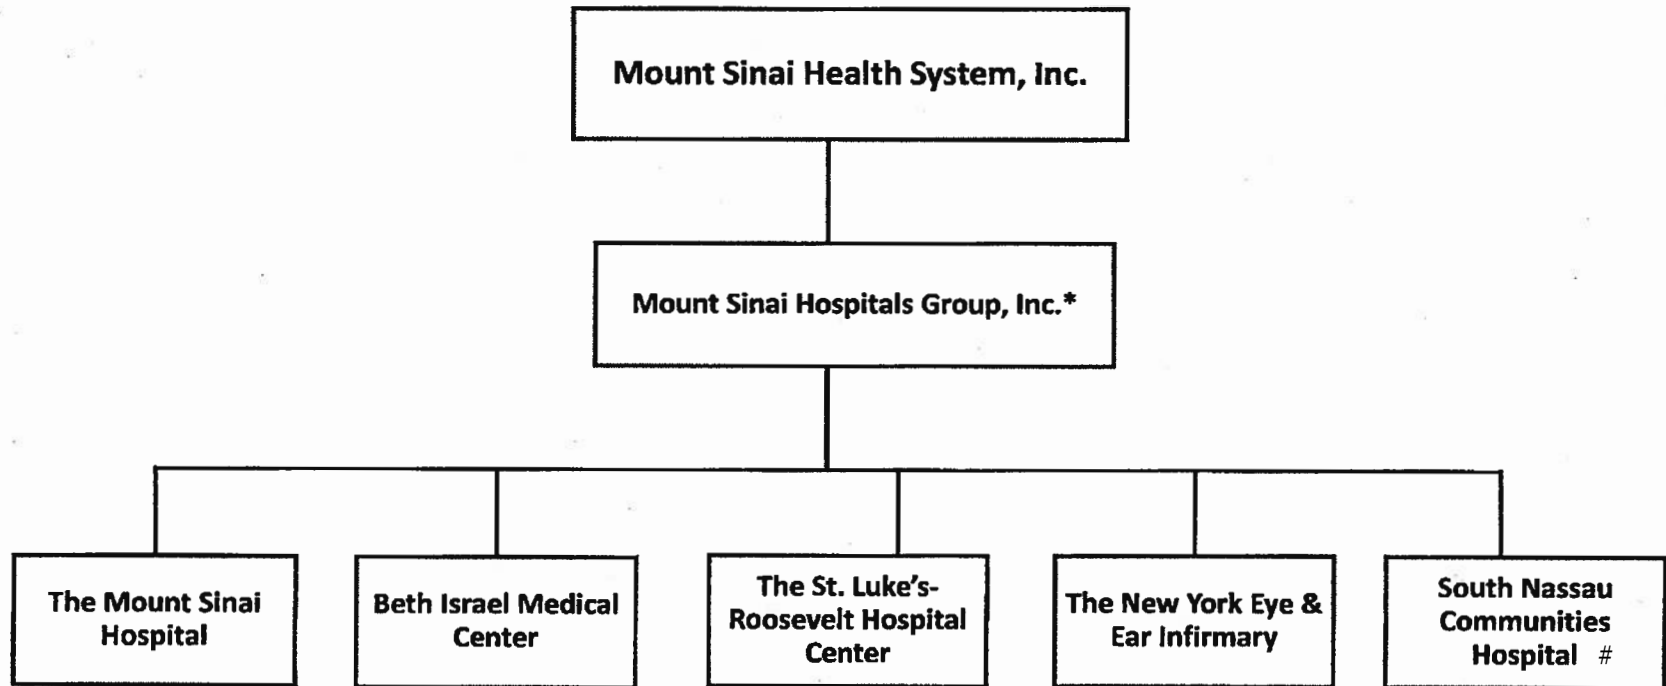 Mount Sinai Health System, Inc.
Mount Sinai Hospitals Group, Inc.*
The Mount Sinai
Hospital
Beth Israel Medical
Center
The St. Luke's-
Roosevelt Hospital
Center
The New York Eye &
Ear Infirmary
South Nassau
Communities
Hospital #